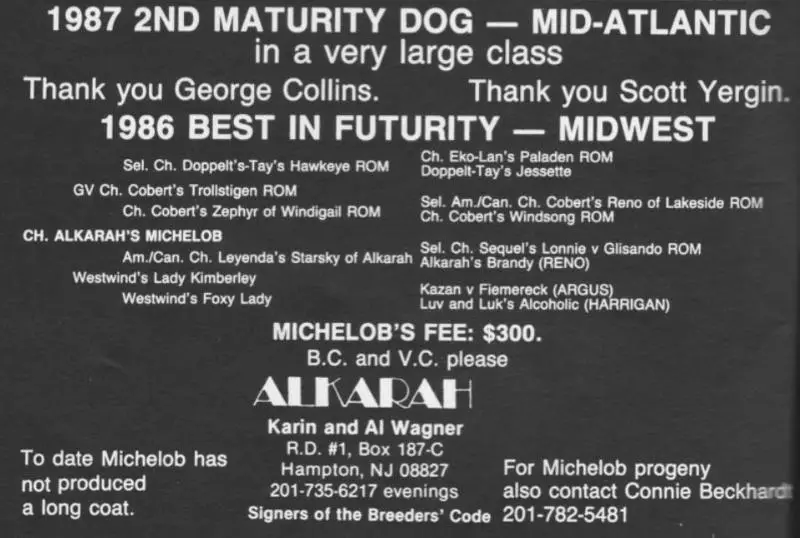 1987 2ND MATURITY DOG — MID-ATLANTIC
in a very large class
Thank you George Collins. Thank you Scott Yergin.
1986 BEST IN FUTURITY — MIDWEST
Sel. Ch. Doppelt's-Tay's Hawkeye ROM
Ch. Eko-Lan's Paladen ROM
Doppelt-Tay's Jessette
GV Ch. Cobert's Trollstigen ROM
Ch. Cobert's Zephyr of Windigail ROM
Sel. Am./Can. Ch. Cobert's Reno of Lakeside ROM
Ch. Cobert's Windsong ROM
CH. ALKARAH'S MICHELOB
Am./Can. Ch. Leyenda's Starsky of Alkarah
Sel. Ch. Sequel's Lonnie v Glisando ROM
Alkarah's Brandy (RENO)
Westwind's Lady Kimberley
Westwind's Foxy Lady
Kazan v Fiemereck (ARGUS)
Luv and Luk's Alcoholic (HARRIGAN)
MICHELOB'S FEE: $300.
B.C. and V.C. please
ALKARAH
Karin and Al Wagner
R.D. #1, Box 187-C
Hampton, NJ 08827
201-735-6217 evenings
Signers of the Breeders' Code
To date Michelob has
not produced
a long coat.
For Michelob progeny
also contact Connie Beckhardt
201-782-5481